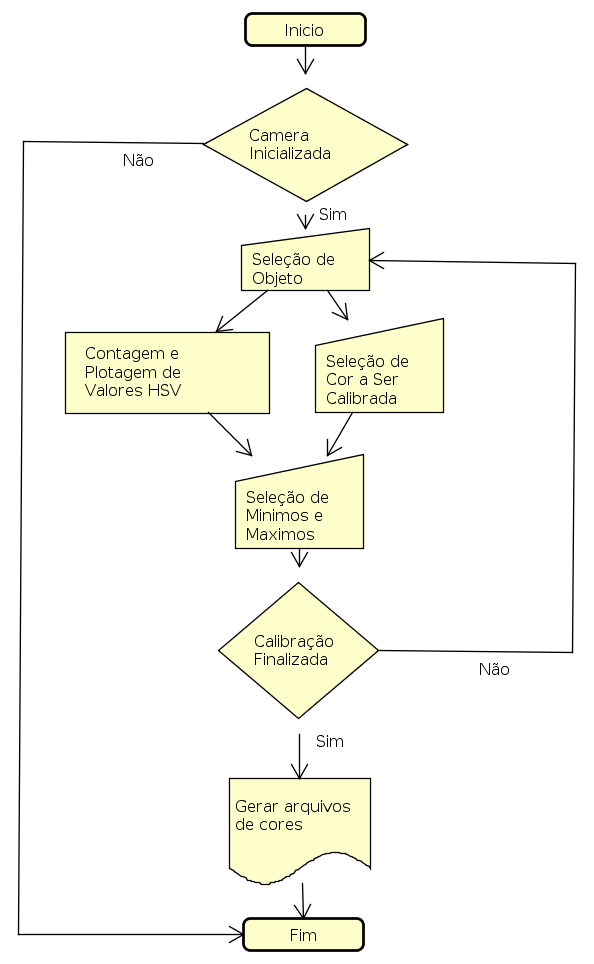 Inicio
Camera
Inicializada
Não
Sim
Seleção de
Objeto
Contagem e
Plotagem de
Valores HSV
Seleção de
Cor a Ser
Calibrada
Seleção de
Minimos e
Maximos
Calibração
Finalizada
Não
Sim
Gerar arquivos
de cores
Fim